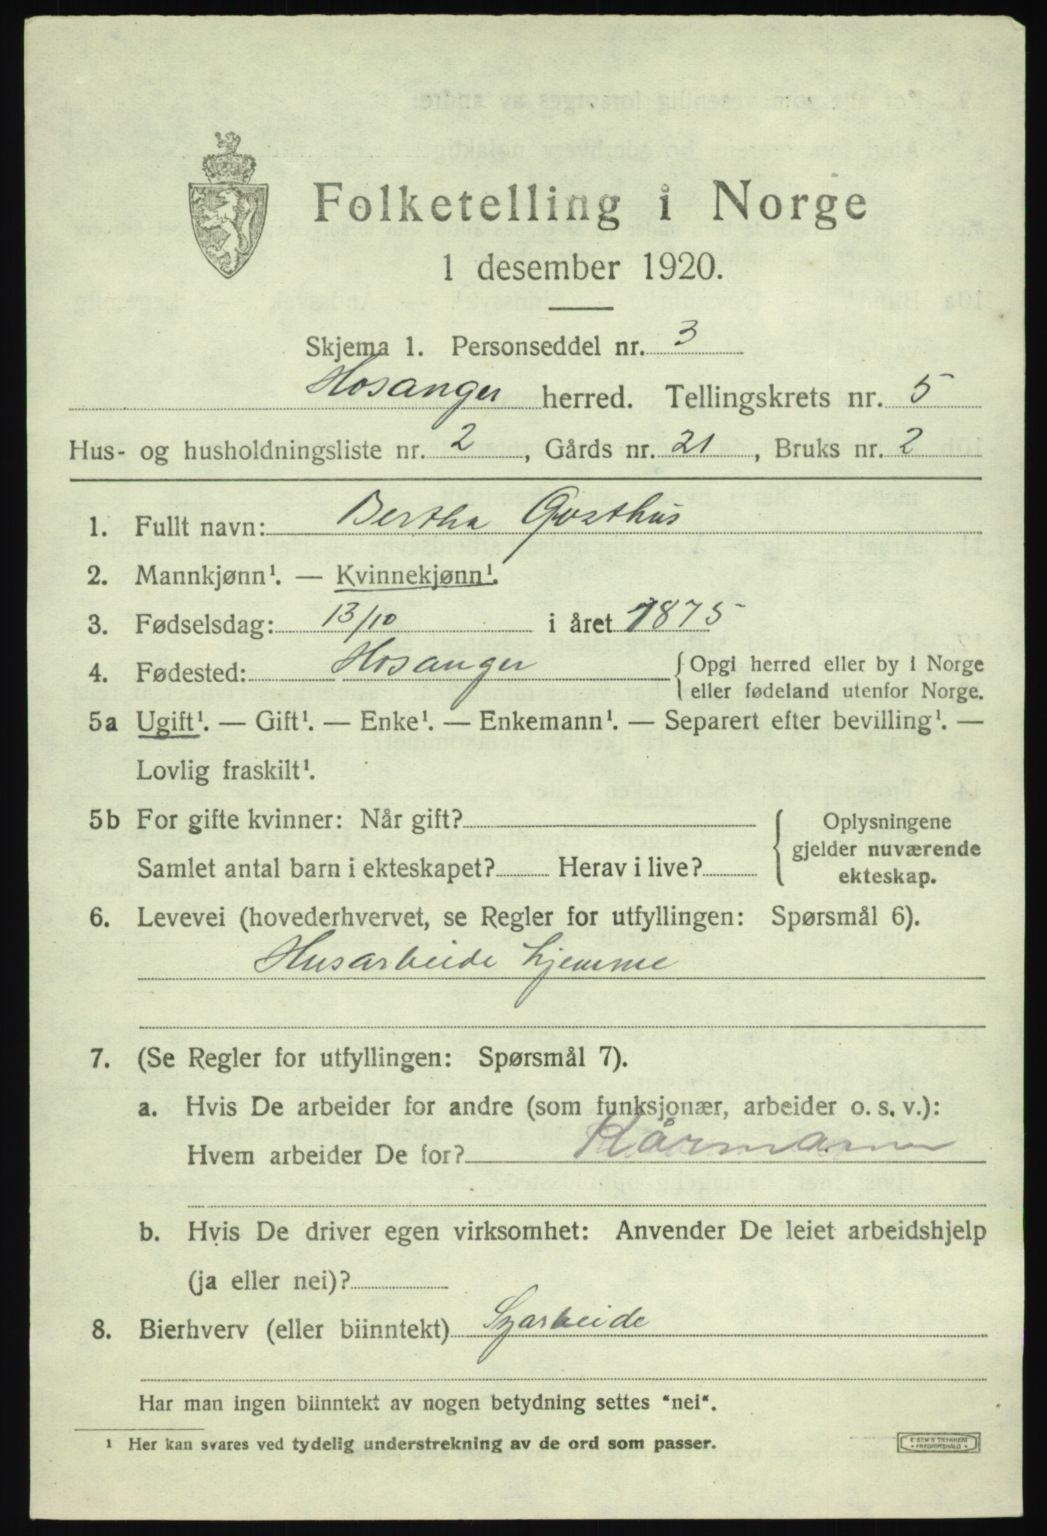 Folketelling i Norge
1 desember 1920.
Skjema 1. Personseddel nr. 3
Hosanger herred. Tellingskrets nr. 5
Hus- og husholdningsliste nr. 2, Gårds nr. 21, Bruks nr. 2
1. Fullt navn: Bertha
2. Mannkjønn¹. — Kvinnekjønn¹.
3. Fødselsdag: 13/10 i året 1875
4. Fødested: Hosanger {Opgi herred eller by i Norge
eller fødeland utenfor Norge.
5a Ugift¹. — Gift¹. — Enke¹. — Enkemann¹. — Separert efter bevilling¹. —
Lovlig fraskilt¹.
5b For gifte kvinner: Når gift?
Samlet antal barn i ekteskapet? Herav i live?
{Oplysningene
gjelder nuværende
ekteskap.
6. Levevei (hovederhvervet, se Regler for utfyllingen: Spørsmål 6).
Husarbeide hjemme
7. (Se Regler for utfyllingen: Spørsmål 7).
a. Hvis De arbeider for andre (som funksjonær, arbeider o. s. v.):
Hvem arbeider De for? Kårmann
b. Hvis De driver egen virksomhet: Anvender De leiet arbeidshjelp
(ja eller nei)?
8. Bierhverv (eller biinntekt) Syarbeide
Har man ingen biinntekt av nogen betydning settes "nei".
¹ Her kan svares ved tydelig understrekning av de ord som passer.